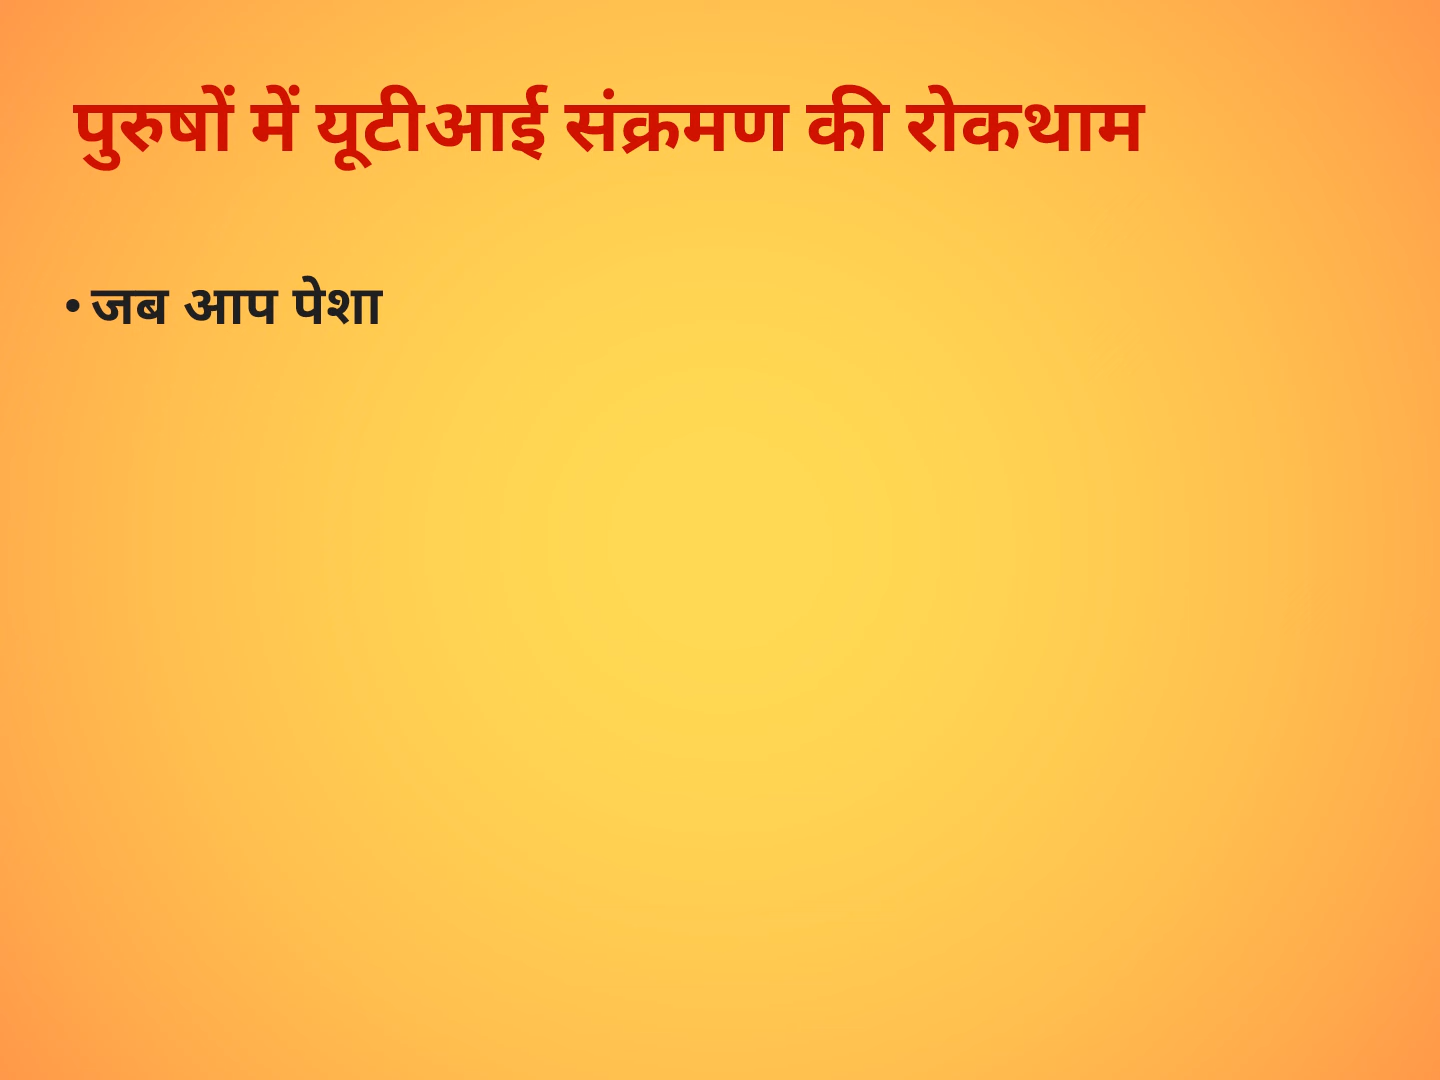 पुरुषों में यूटीआई संक्रमण की रोकथाम
• जब आप पेशा